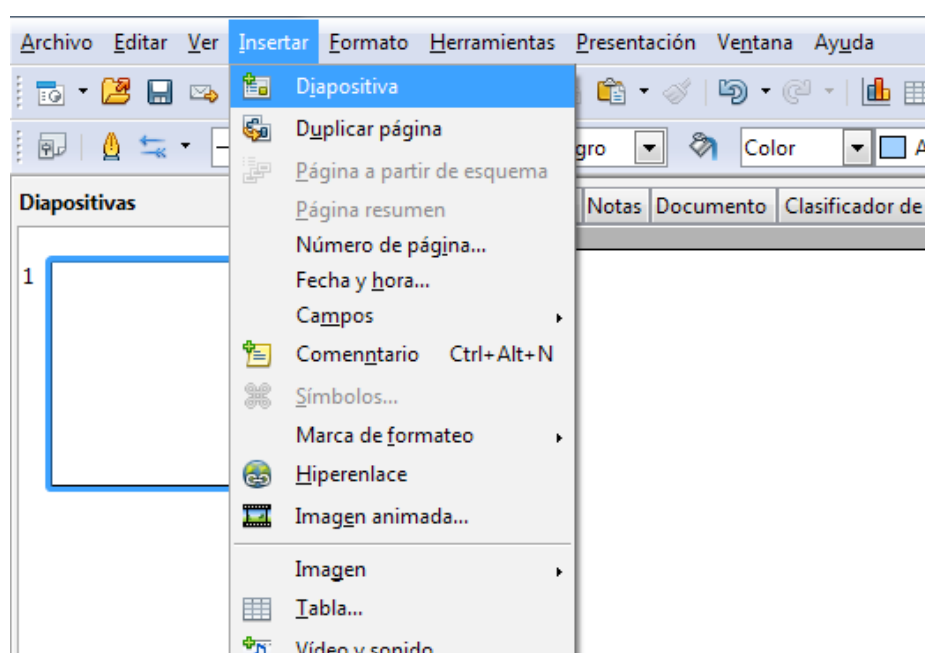 Archivo Editar Ver Insertar Formato Herramientas Presentación Ventana Ayuda
Diapositiva
Duplicar página
gro Color A
Página a partir de esquema
Diapositivas
Notas Documento Clasificador de
Página resumen
Número de página...
1
Fecha y hora...
Campos
Comenntario Ctrl+Alt+N
Símbolos...
Marca de formateo
Hiperenlace
Imagen animada...
Imagen
Tabla...
Vídeo y sonido